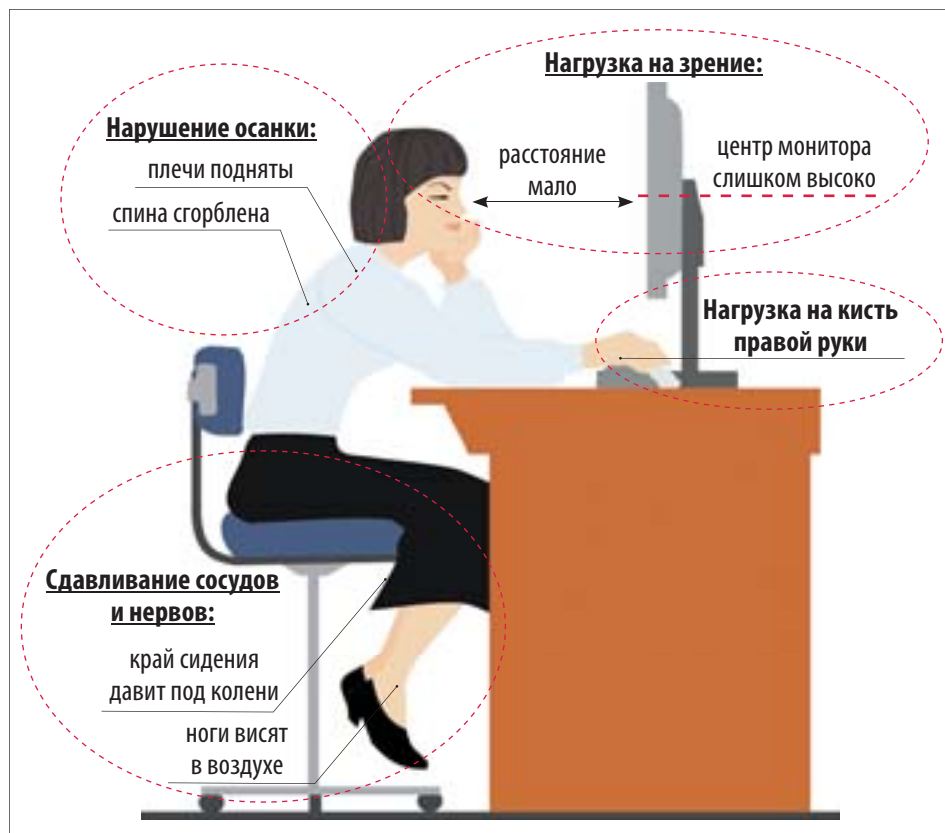 Нагрузка на зрение:
расстояние
мало
центр монитора
слишком высоко
Нарушение осанки:
плечи подняты
спина сгорблена
Нагрузка на кисть
правой руки
Сдавливание сосудов
и нервов:
край сидения
давит под колени
ноги висят
в воздухе